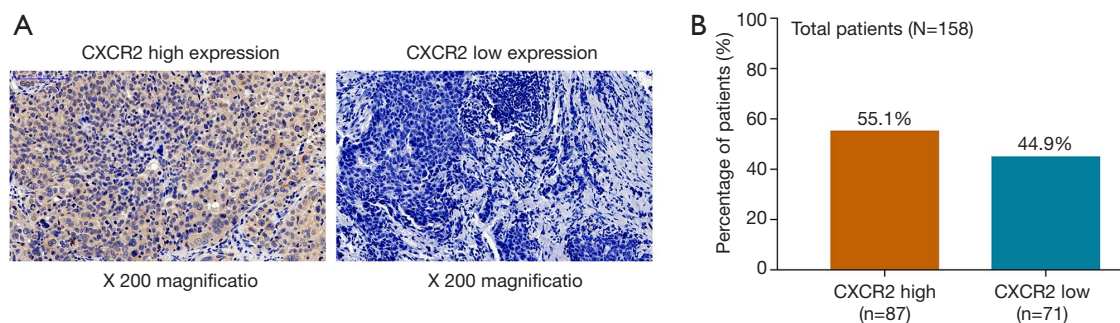 A
CXCR2 high expression
CXCR2 low expression
X 200 magnificatio
X 200 magnificatio
B
Total patients (N=158)
Percentage of patients (%)
100
80
60
40
20
0
55.1%
44.9%
CXCR2 high
(n=87)
CXCR2 low
(n=71)